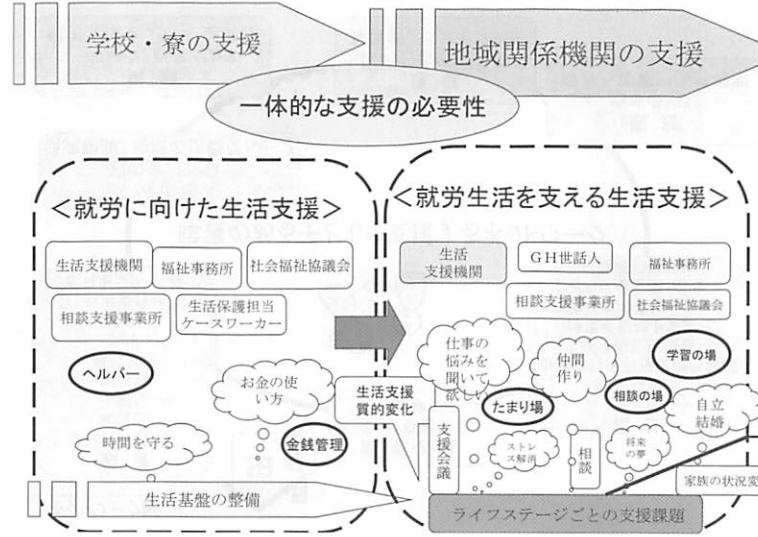 学校・寮の支援
地域関係機関の支援
一体的な支援の必要性
＜就労に向けた生活支援＞
生活支援機関
福祉事務所
社会福祉協議会
相談支援事業所
生活保護担当
ケースワーカー
ヘルパー
お金の使
い方
時間を守る
金銭管理
生活基盤の整備
生活支援
質的変化
＜就労生活を支える生活支援＞
生活
支援機関
ＧＨ世話人
福祉事務所
相談支援事業所
社会福祉協議会
仕事の
悩みを
聞いて
欲しい
仲間
作り
学習の場
たまり場
相談の場
自立
結婚
支援会議
ストレ
ス解消
相談
将来
の夢
家族の状況変
ライフステージごとの支援課題